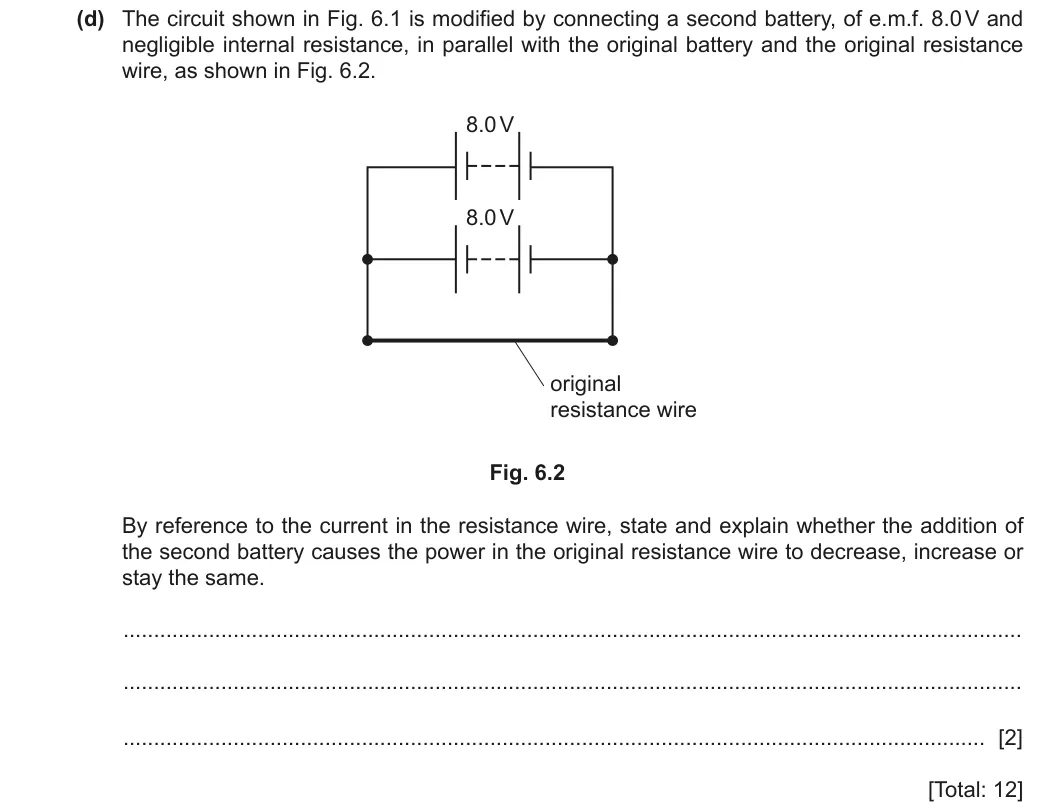 (d) The circuit shown in Fig. 6.1 is modified by connecting a second battery, of e.m.f. 8.0 V and
negligible internal resistance, in parallel with the original battery and the original resistance
wire, as shown in Fig. 6.2.
8.0 V
8.0 V
original
resistance wire
Fig. 6.2
By reference to the current in the resistance wire, state and explain whether the addition of
the second battery causes the power in the original resistance wire to decrease, increase or
stay the same.
[2]
[Total: 12]